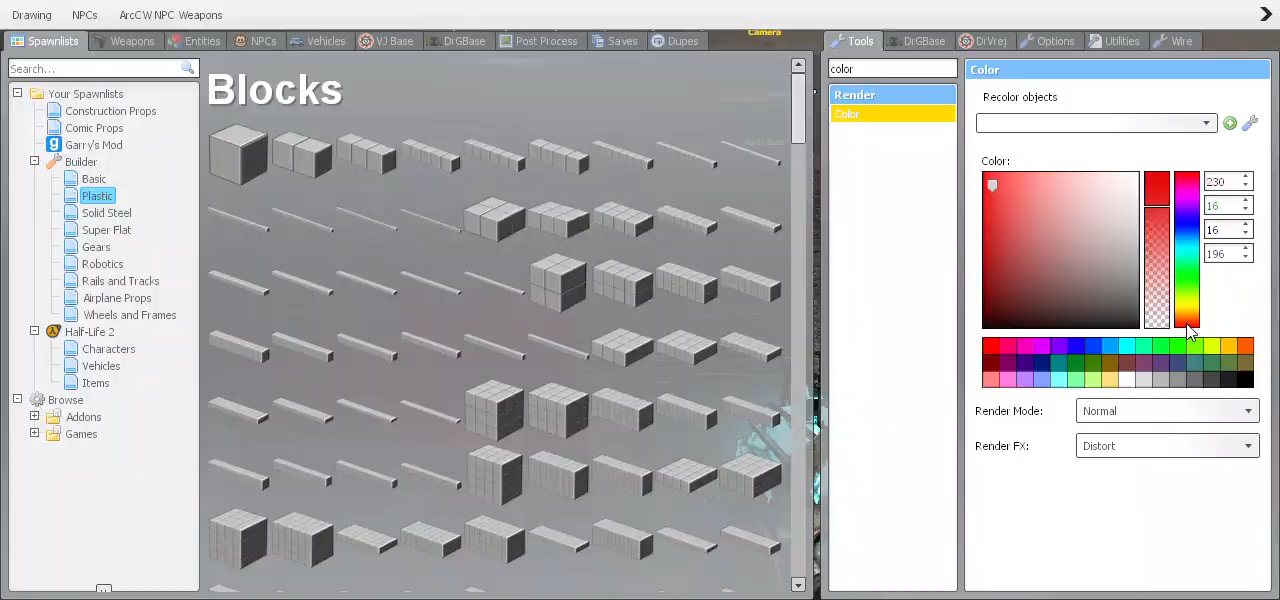 Drawing NPCs ArcCW NPC Weapons
Camera
Spawnlists Weapons Entities NPCs Vehicles VJ Base DrGBase Post Process Saves Dupes
Search...
Your Spawnlists
Construction Props
Comic Props
Garry's Mod
Builder
Basic
Plastic
Solid Steel
Super Flat
Gears
Robotics
Rails and Tracks
Airplane Props
Wheels and Frames
Half-Life 2
Characters
Vehicles
Items
Browse
Addons
Games
Blocks
Tools DrGBase DrVrej Options Utilities Wire
color
Render
Color
Color
Recolor objects
Color:
230
16
16
196
Render Mode: Normal
Render FX: Distort